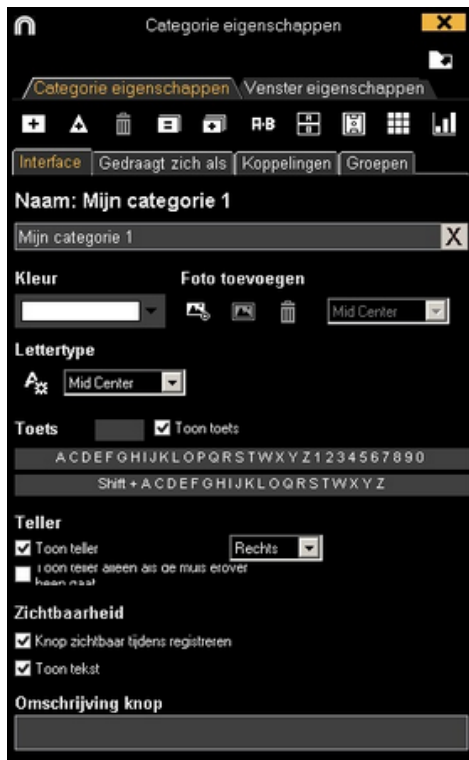 Categorie eigenschappen
Categorie eigenschappen Venster eigenschappen
A·B
Interface Gedraagt zich als Koppelingen Groepen
Naam: Mijn categorie 1
Mijn categorie 1 X
Kleur Foto toevoegen
Mid Center
Lettertype
Mid Center
Toets Toon toets
A C D E F G H I J K L O P Q R S T W X Y Z 1 2 3 4 5 6 7 8 9 0
Shift + A C D E F G H I J K L O Q R S T W X Y Z
Teller
Toon teller Rechts
Toon teller alleen als de muis erover
heen gaat
Zichtbaarheid
Knop zichtbaar tijdens registreren
Toon tekst
Omschrijving knop